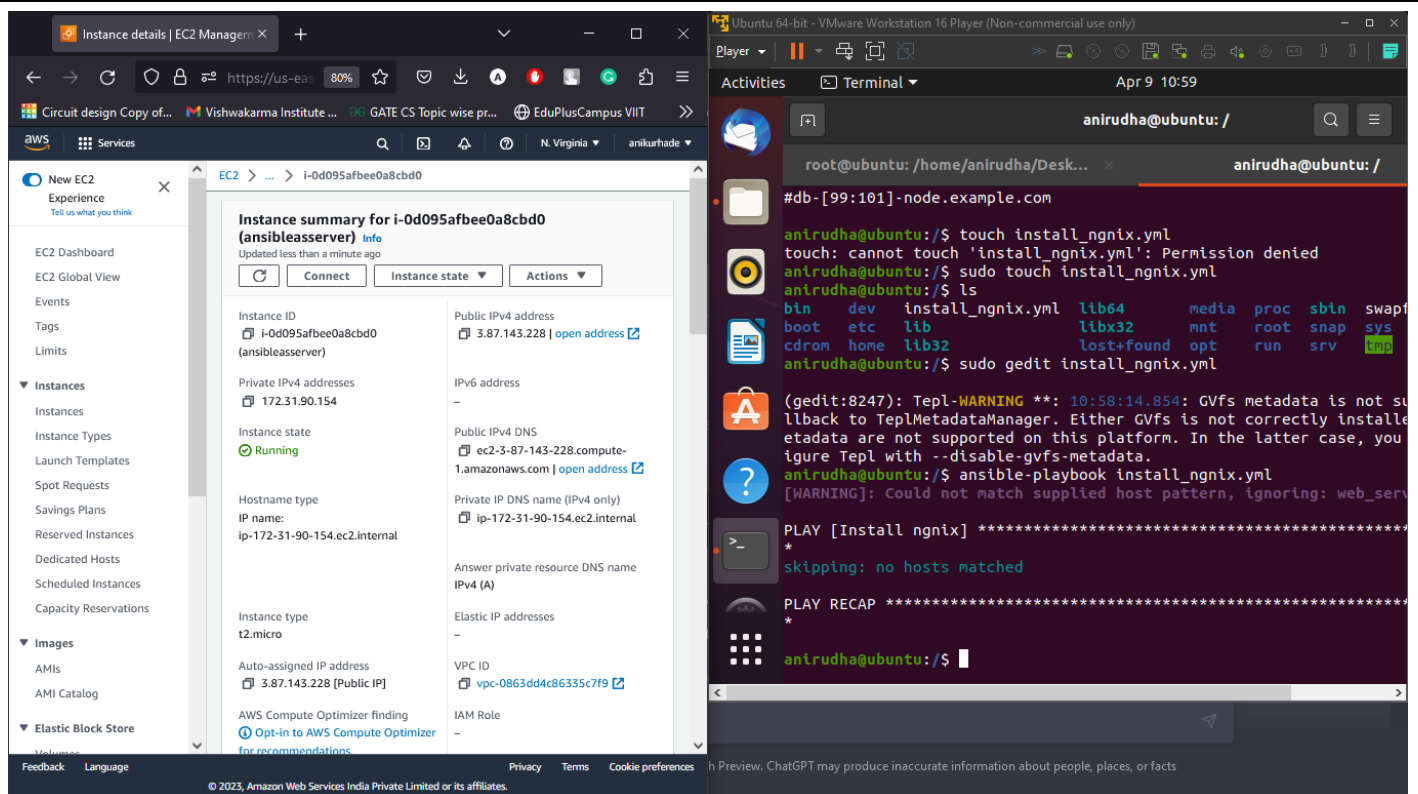 Instance details | EC2 Managem
https://us-eas
80%
Circuit design Copy of...
Vishwakarma Institute ...
GATE CS Topic wise pr...
EduPlusCampus VIIT
aws
Services
N. Virginia
anikurhade
New EC2
Experience
Tell us what you think
EC2 Dashboard
EC2 Global View
Events
Tags
Limits
Instances
Instances
Instance Types
Launch Templates
Spot Requests
Savings Plans
Reserved Instances
Dedicated Hosts
Scheduled Instances
Capacity Reservations
Images
AMIs
AMI Catalog
Elastic Block Store
Volumes
EC2 > ... > i-0d095afbee0a8cbd0
Instance summary for i-0d095afbee0a8cbd0
(ansibleasserver) Info
Updated less than a minute ago
Connect
Instance state
Actions
Instance ID
i-0d095afbee0a8cbd0
(ansibleasserver)
Public IPv4 address
3.87.143.228 | open address
Private IPv4 addresses
172.31.90.154
IPv6 address
–
Instance state
Running
Public IPv4 DNS
ec2-3-87-143-228.compute-
1.amazonaws.com | open address
Hostname type
IP name:
ip-172-31-90-154.ec2.internal
Private IP DNS name (IPv4 only)
ip-172-31-90-154.ec2.internal
Answer private resource DNS name
IPv4 (A)
Instance type
t2.micro
Elastic IP addresses
–
Auto-assigned IP address
3.87.143.228 [Public IP]
VPC ID
vpc-0863dd4c86335c7f9
AWS Compute Optimizer finding
Opt-in to AWS Compute Optimizer
for recommendations.
IAM Role
–
Feedback
Language
Privacy
Terms
Cookie preferences
© 2023, Amazon Web Services India Private Limited or its affiliates.
Ubuntu 64-bit - VMware Workstation 16 Player (Non-commercial use only)
Player
Activities
Terminal
Apr 9 10:59
anirudha@ubuntu: /
root@ubuntu: /home/anirudha/Desk...
anirudha@ubuntu: /
#db-[99:101]-node.example.com
anirudha@ubuntu:/$ touch install_ngnix.yml
touch: cannot touch 'install_ngnix.yml': Permission denied
anirudha@ubuntu:/$ sudo touch install_ngnix.yml
anirudha@ubuntu:/$ ls
bin dev install_ngnix.yml lib64 media proc sbin swapf
boot etc lib libx32 mnt root snap sys
cdrom home lib32 lost+found opt run srv tmp
anirudha@ubuntu:/$ sudo gedit install_ngnix.yml
(gedit:8247): Tepl-WARNING **: 10:58:14.854: GVfs metadata is not su
llback to TeplMetadataManager. Either GVfs is not correctly installe
etadata are not supported on this platform. In the latter case, you
igure Tepl with --disable-gvfs-metadata.
anirudha@ubuntu:/$ ansible-playbook install_ngnix.yml
[WARNING]: Could not match supplied host pattern, ignoring: web_serv
PLAY [Install ngnix] ***********************************************
*
skipping: no hosts matched
PLAY RECAP *********************************************************
*
anirudha@ubuntu:/$
h Preview. ChatGPT may produce inaccurate information about people, places, or facts